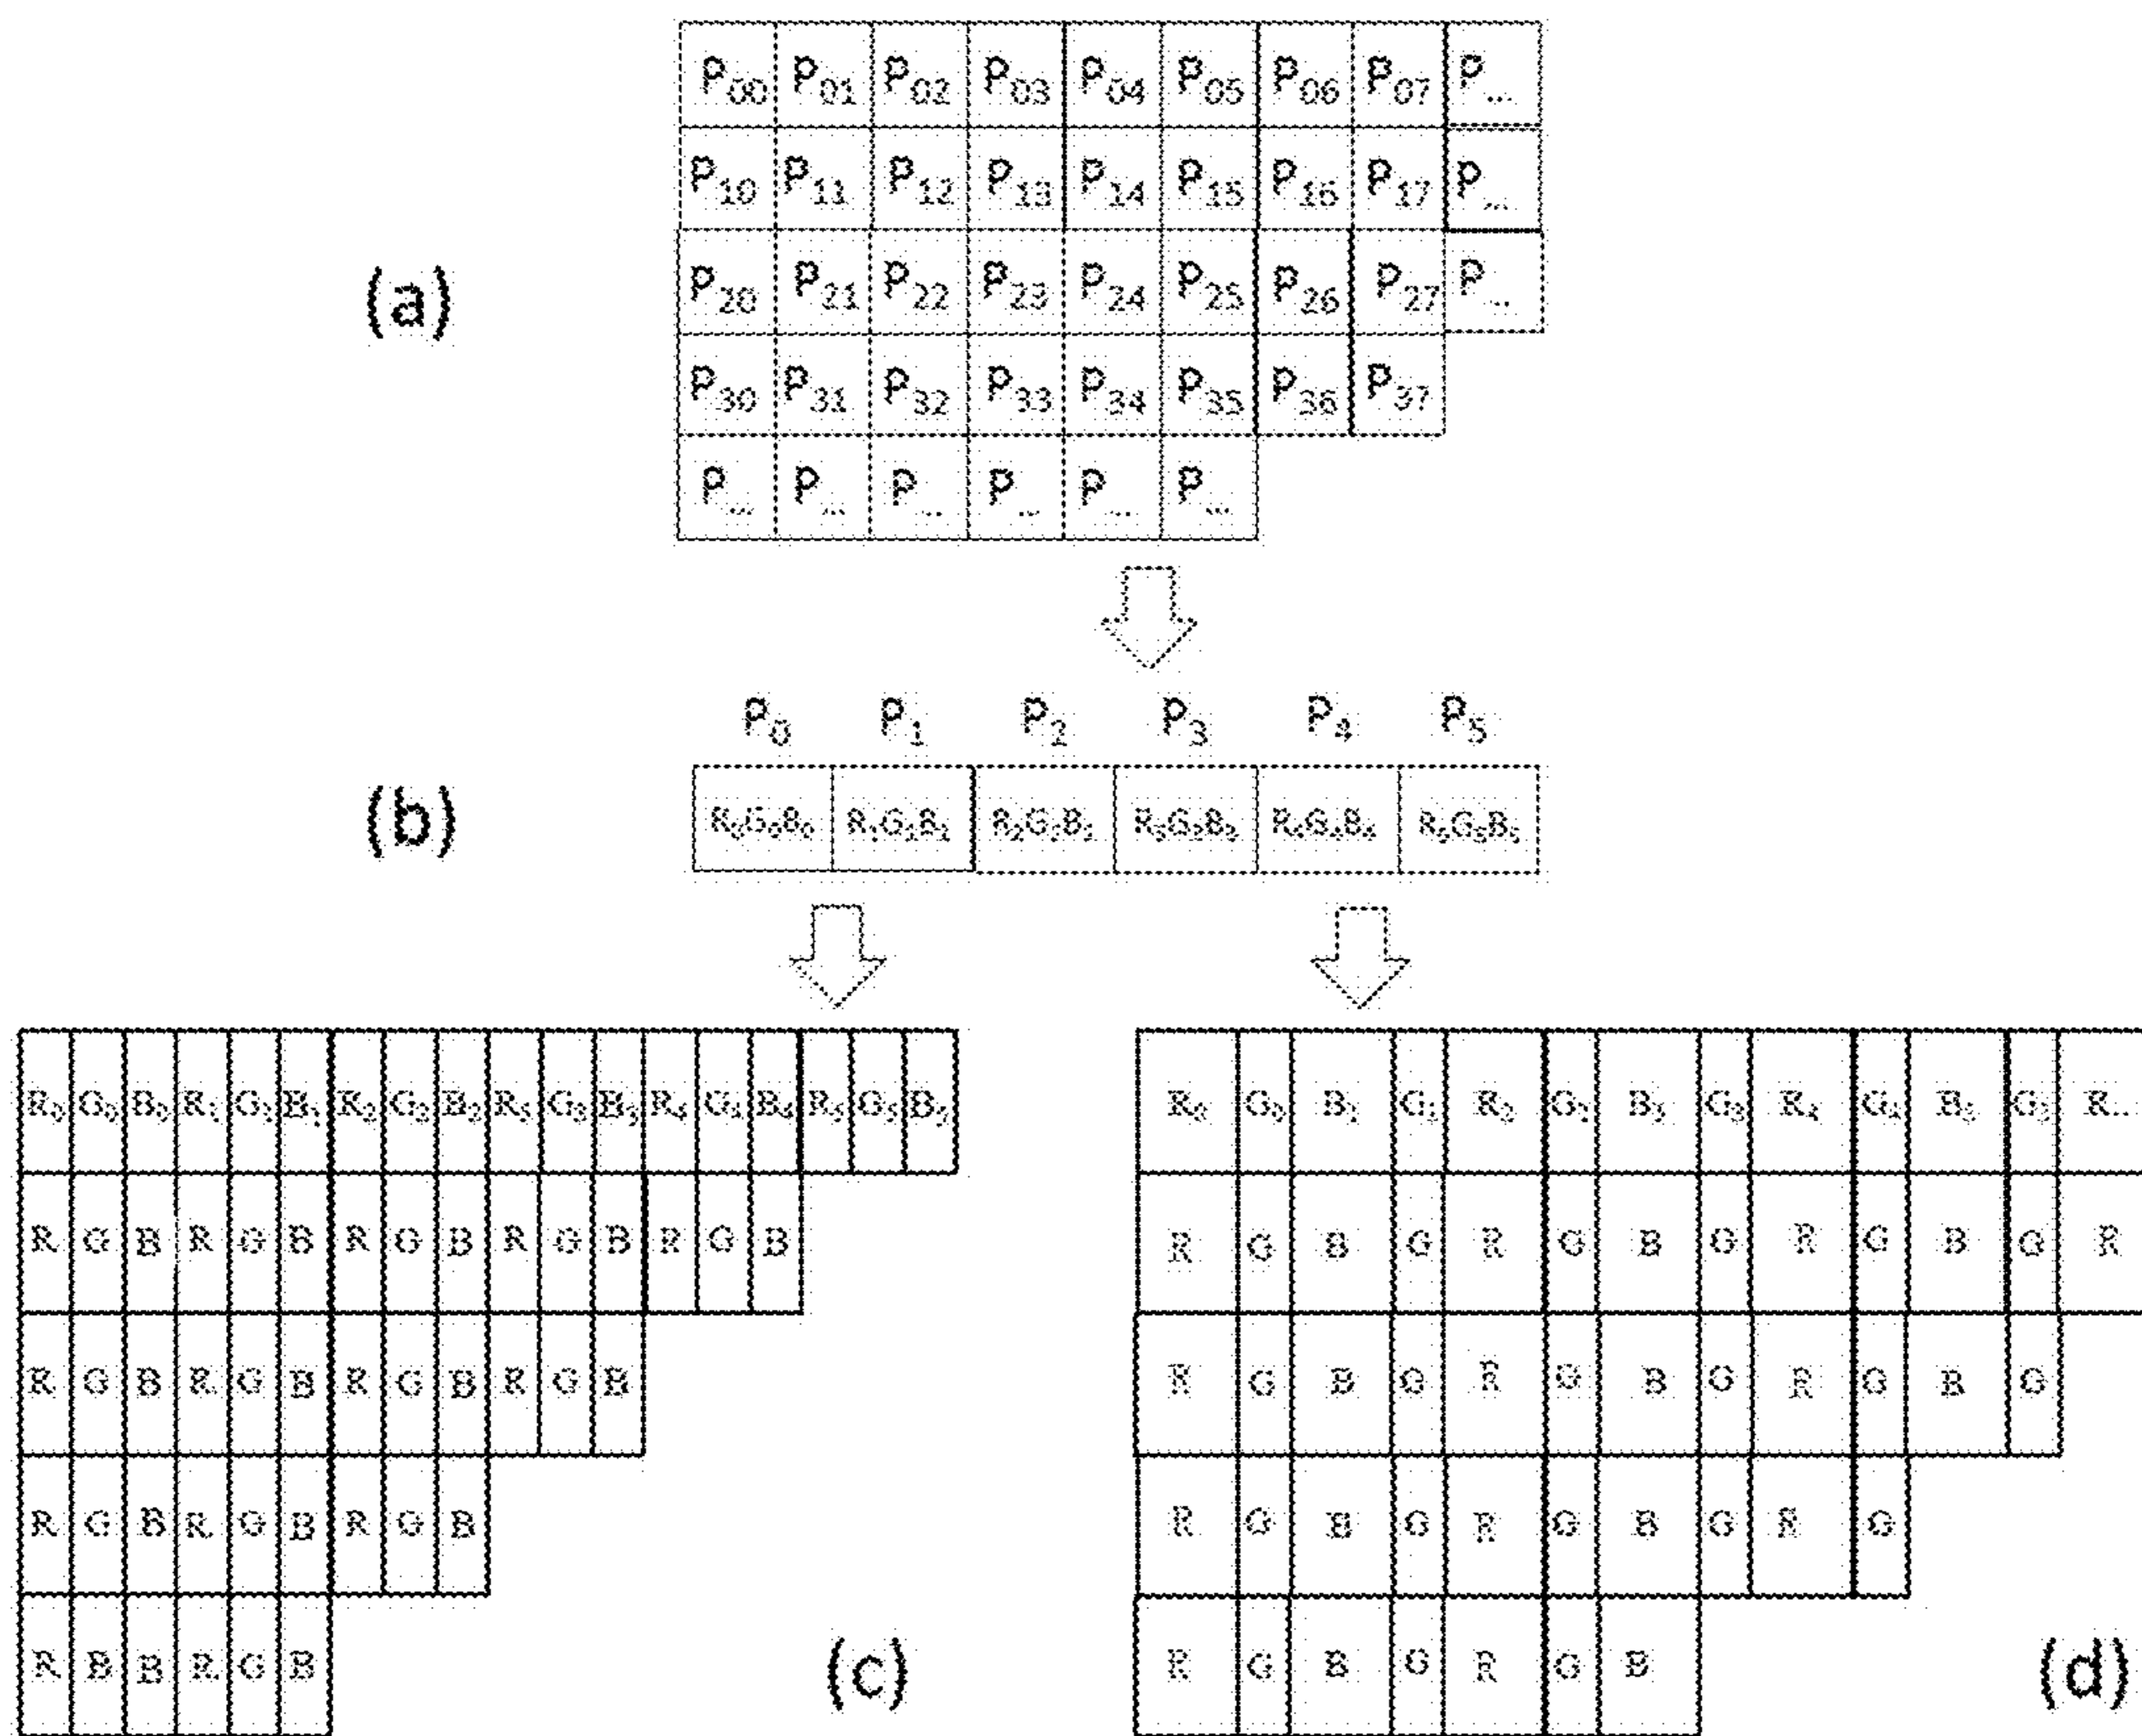 P00 P01 P02 P03 P04 P05 P06 P07 P...
P10 P11 P12 P13 P14 P15 P16 P17 P...
(a)
P20 P21 P22 P23 P24 P25 P26 P27 P...
P30 P31 P32 P33 P34 P35 P36 P37
P... P... P... P... P... P...
P0 P1 P2 P3 P4 P5
(b)
R0G0B0 R1G1B1 R2G2B2 R3G3B3 R4G4B4 R5G5B5
R0 G0 B0 R1 G1 B1 R2 G2 B2 R3 G3 B3 R4 G4 B4 R5 G5 B5
R G B R G B R G B R G B R G B
R G B R G B R G B R G B
R G B R G B R G B
R B B R G B
(c)
R0 G0 B1 G1 R2 G2 B3 G3 R4 G4 B5 G5 R...
R G B G R G B G R G B G R
R G B G R G B G R G B G
R G B G R G B G R G
R G B G R G B
(d)